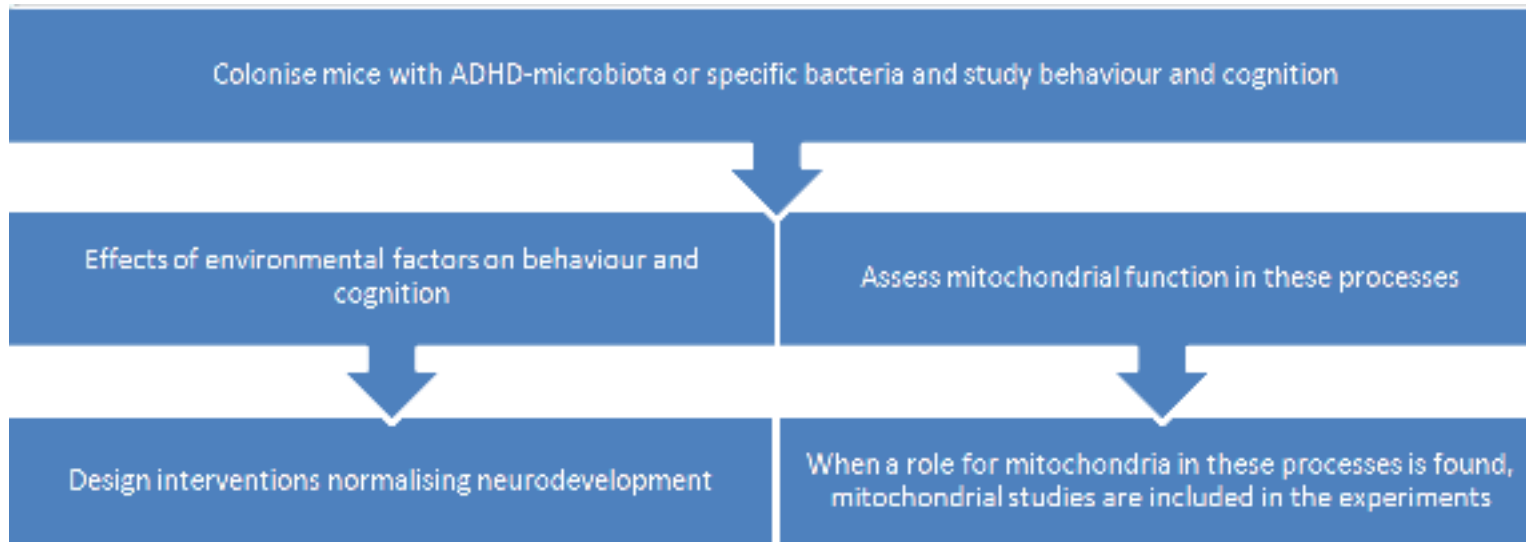 Colonise mice with ADHD-microbiota or specific bacteria and study behaviour and cognition
Effects of environmental factors on behaviour and
cognition
Assess mitochondrial function in these processes
Design interventions normalising neurodevelopment
When a role for mitochondria in these processes is found,
mitochondrial studies are included in the experiments